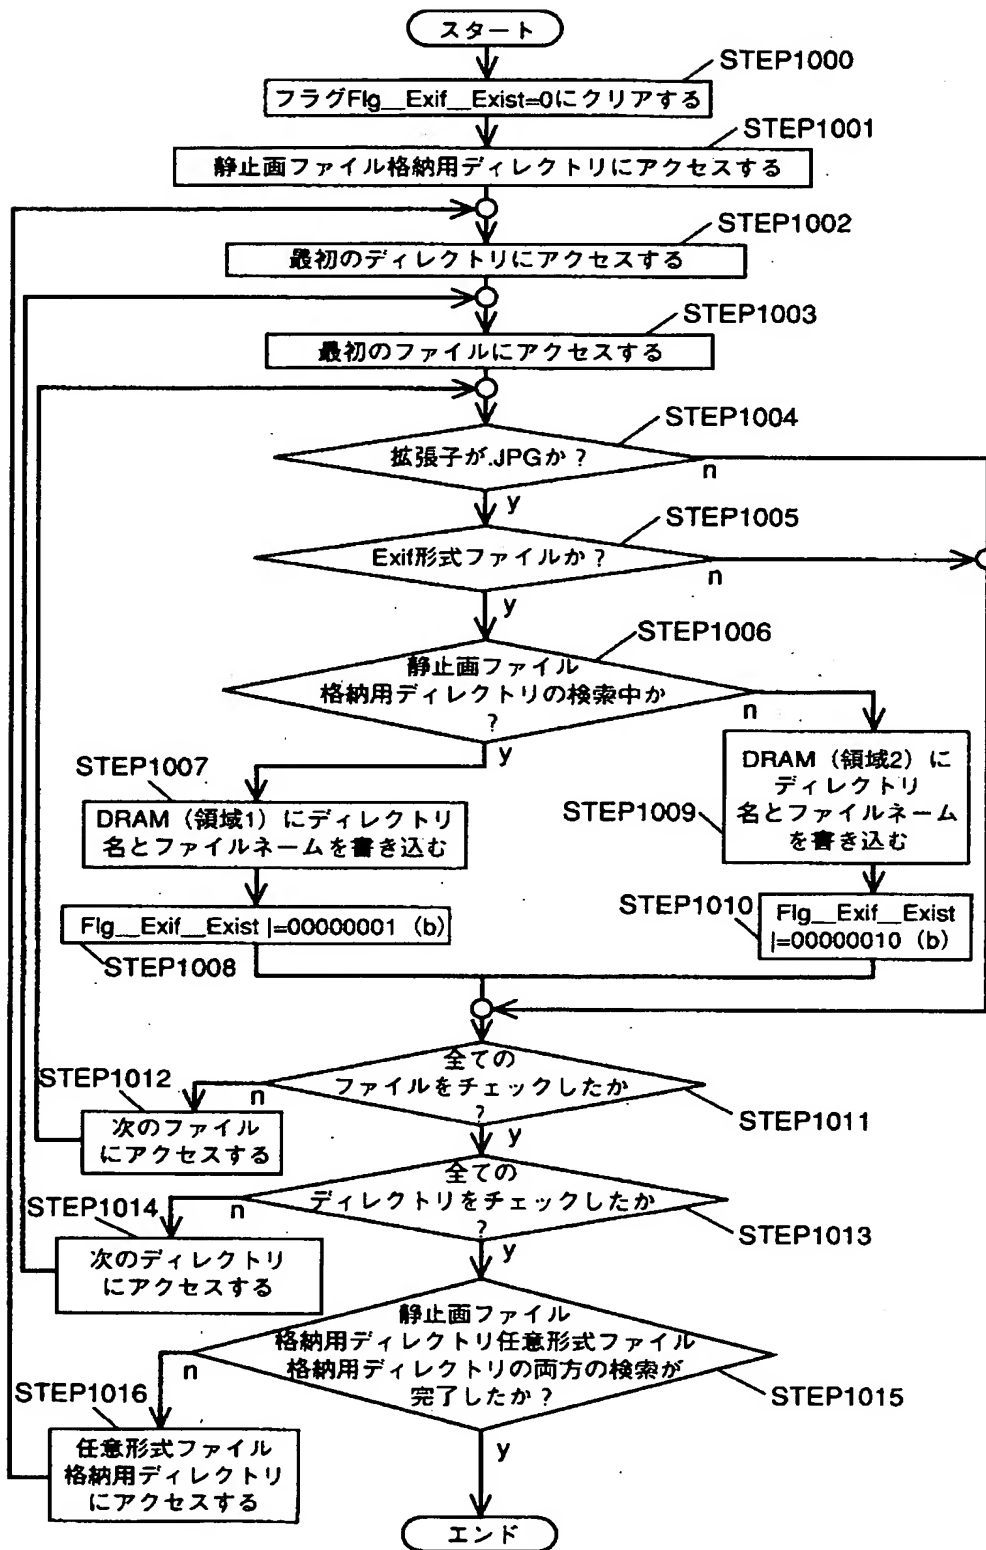 スタート
STEP1000
フラグFlg__Exif__Exist=0にクリアする
STEP1001
静止画ファイル格納用ディレクトリにアクセスする
STEP1002
最初のディレクトリにアクセスする
STEP1003
最初のファイルにアクセスする
STEP1004
拡張子が.JPGか？
n
y
STEP1005
Exif形式ファイルか？
n
y
STEP1006
静止画ファイル
格納用ディレクトリの検索中か
？
n
y
STEP1007
DRAM（領域1）にディレクトリ
名とファイルネームを書き込む
DRAM（領域2）に
ディレクトリ
名とファイルネーム
を書き込む
STEP1009
Flg__Exif__Exist |=00000001（b）
STEP1008
STEP1010
Flg__Exif__Exist
|=00000010（b）
全ての
ファイルをチェックしたか
？
STEP1011
n
y
STEP1012
次のファイル
にアクセスする
全ての
ディレクトリをチェックしたか
？
STEP1013
n
y
STEP1014
次のディレクトリ
にアクセスする
静止画ファイル
格納用ディレクトリ任意形式ファイル
格納用ディレクトリの両方の検索が
完了したか？
STEP1015
n
y
STEP1016
任意形式ファイル
格納用ディレクトリ
にアクセスする
エンド